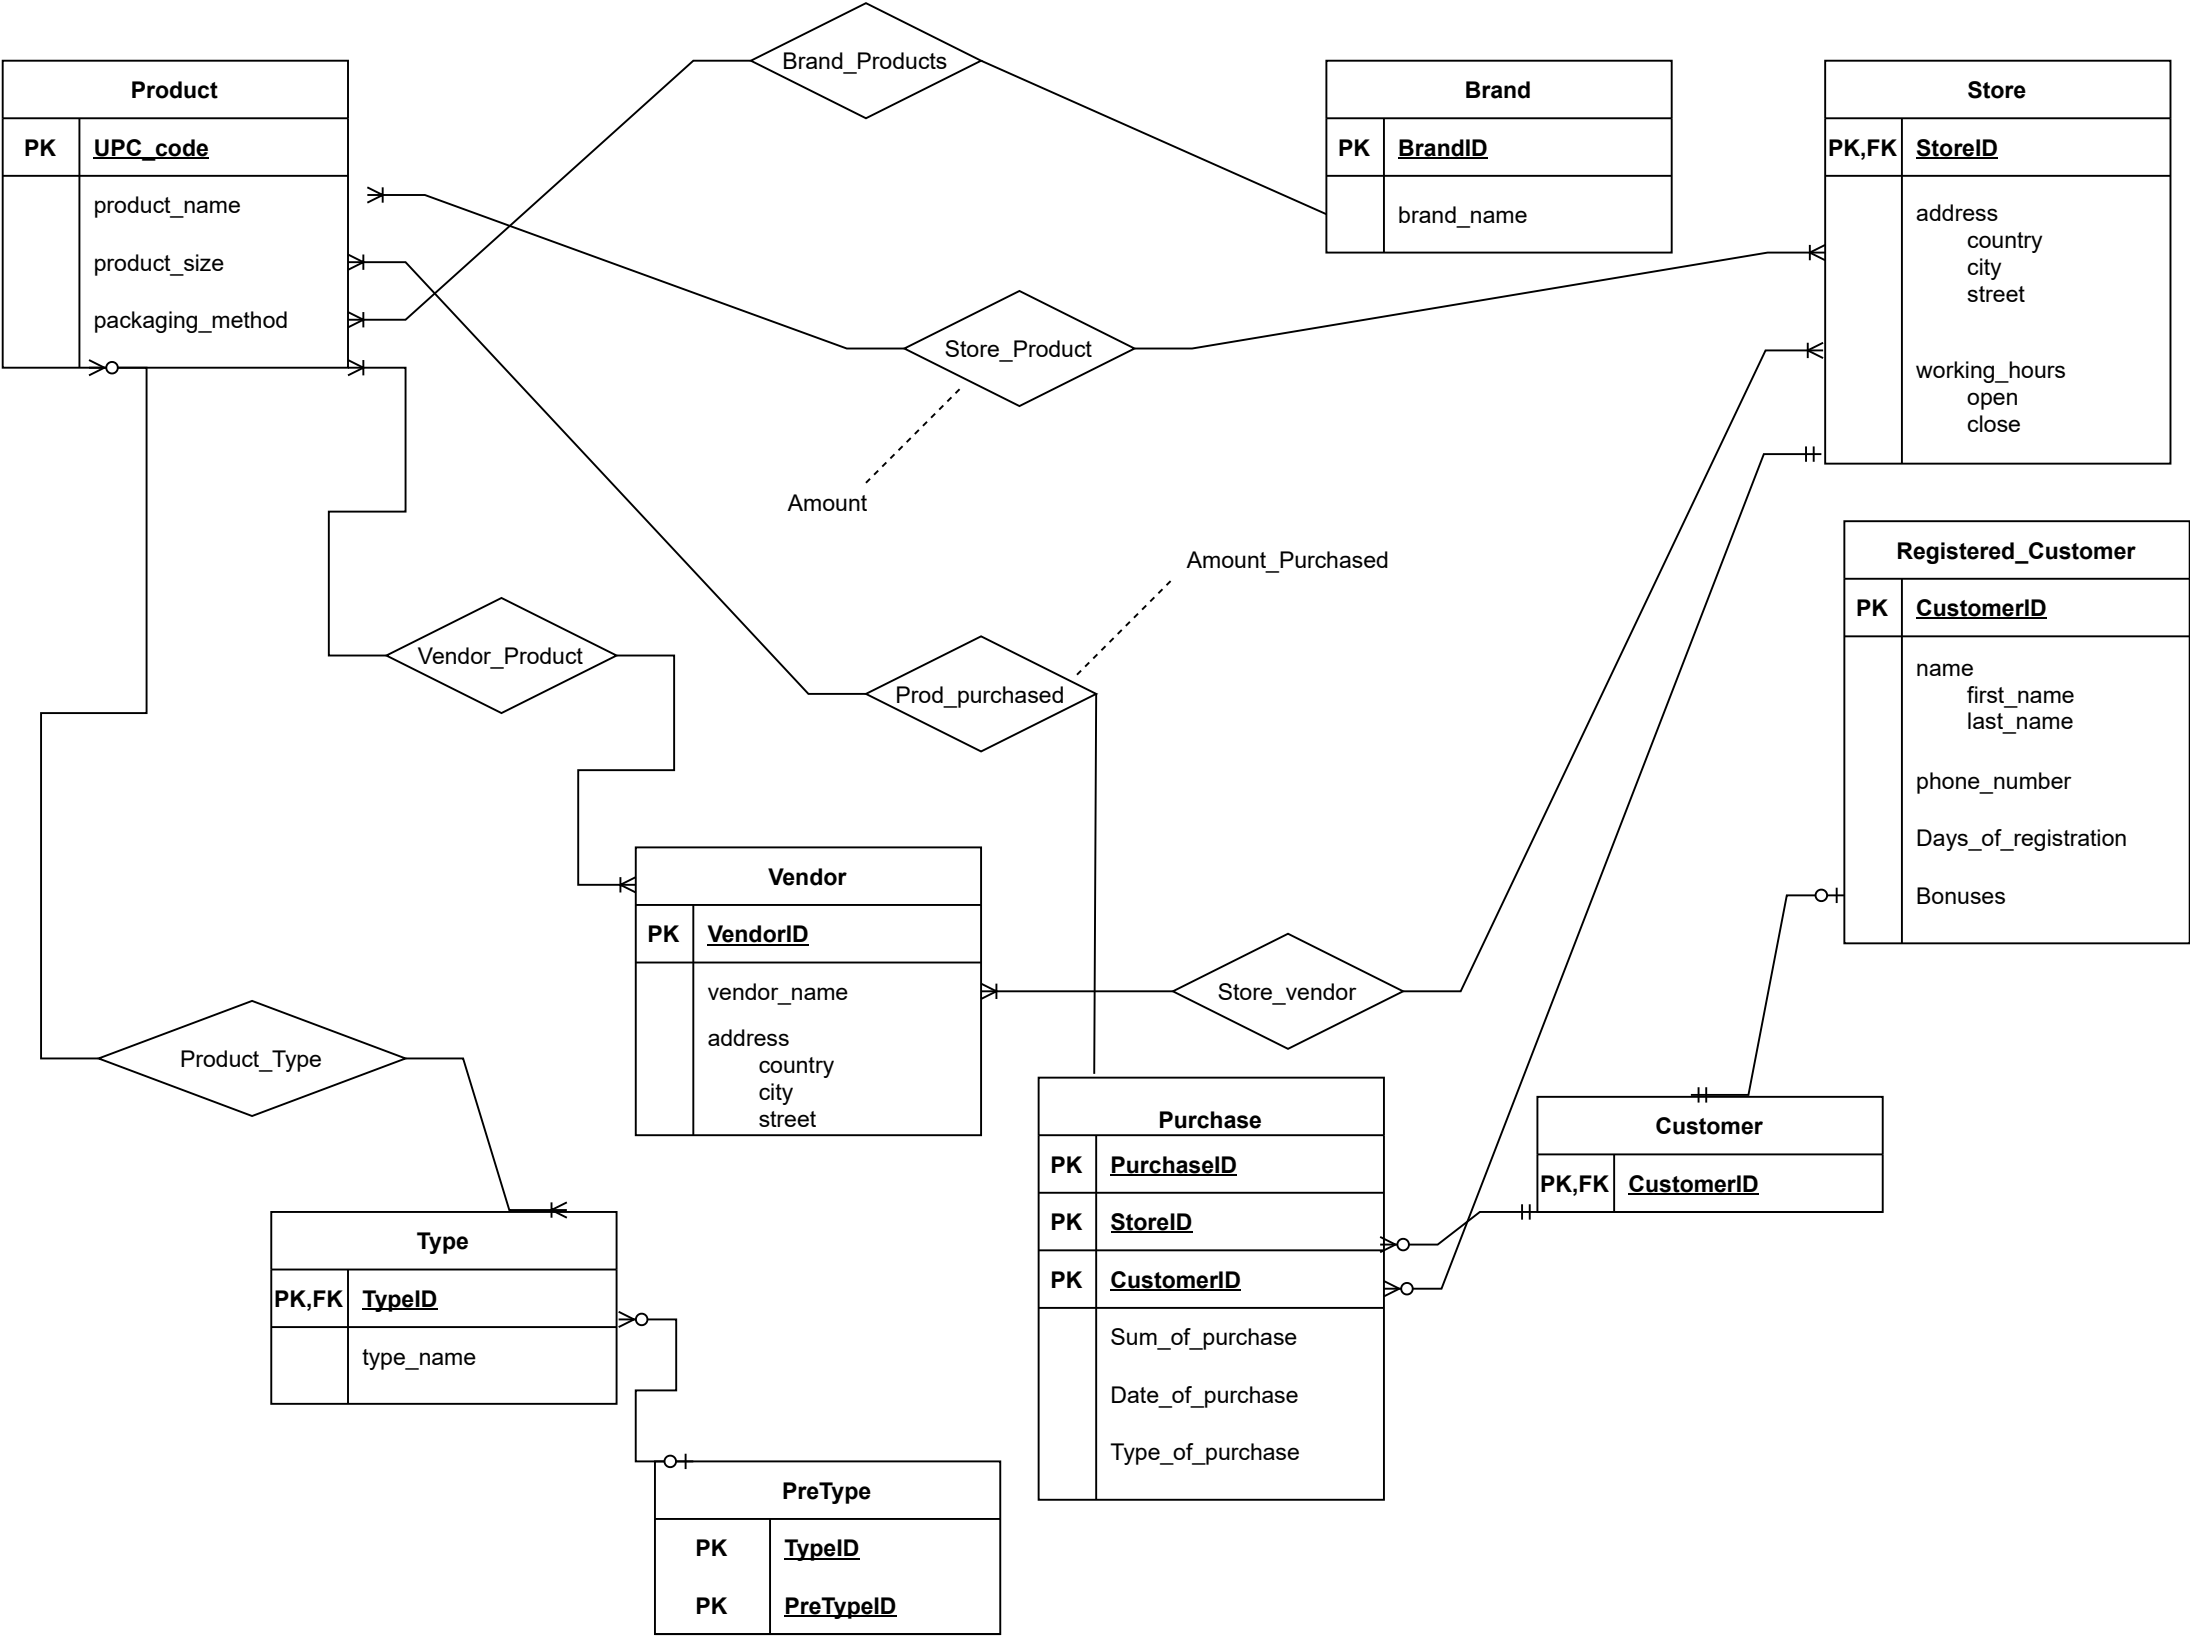 Brand_Products
Product
PK
UPC_code
product_name
product_size
packaging_method
Brand
PK
BrandID
brand_name
Store
PK,FK
StoreID
address
country
city
street
working_hours
open
close
Store_Product
Amount
Amount_Purchased
Registered_Customer
PK
CustomerID
name
first_name
last_name
phone_number
Days_of_registration
Bonuses
Vendor_Product
Prod_purchased
Vendor
PK
VendorID
vendor_name
address
country
city
street
Store_vendor
Product_Type
Purchase
PK
PurchaseID
PK
StoreID
PK
CustomerID
Sum_of_purchase
Date_of_purchase
Type_of_purchase
Customer
PK,FK
CustomerID
Type
PK,FK
TypeID
type_name
PreType
PK
TypeID
PK
PreTypeID